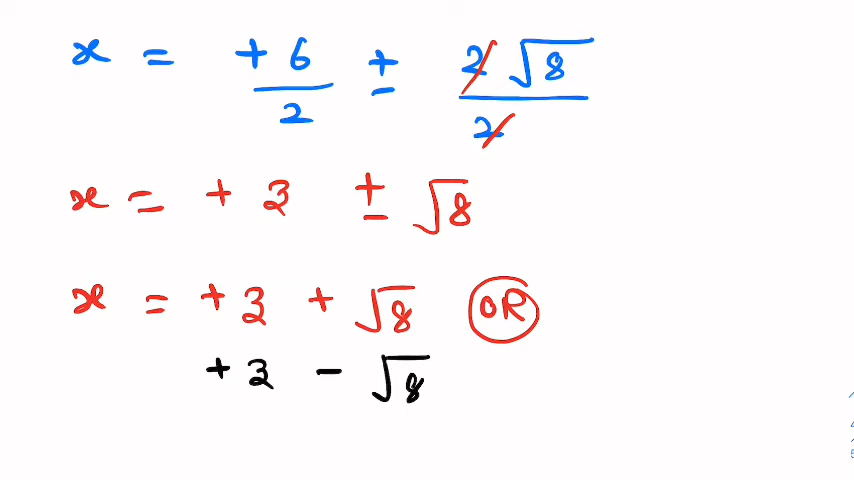 x = +6/2 ± 2√8/2
x = +3 ± √8
x = +3 + √8 OR
+3 - √8